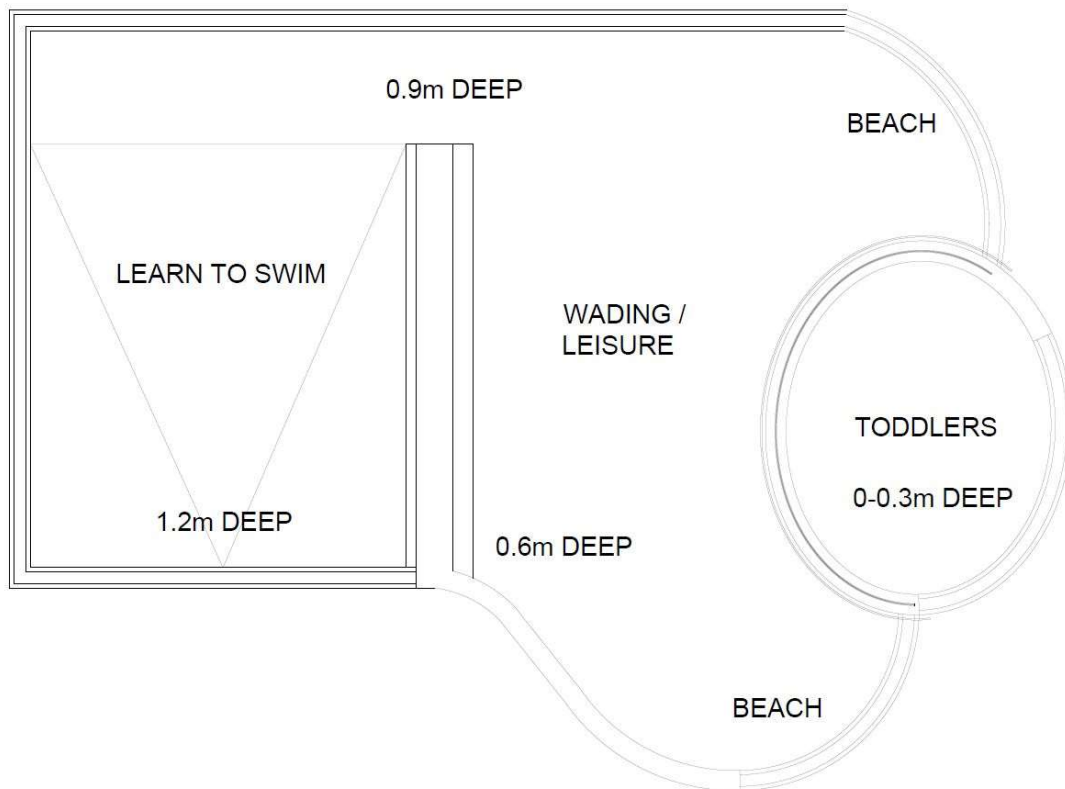 0.9m DEEP
BEACH
LEARN TO SWIM
WADING /
LEISURE
TODDLERS
0-0.3m DEEP
1.2m DEEP
0.6m DEEP
BEACH